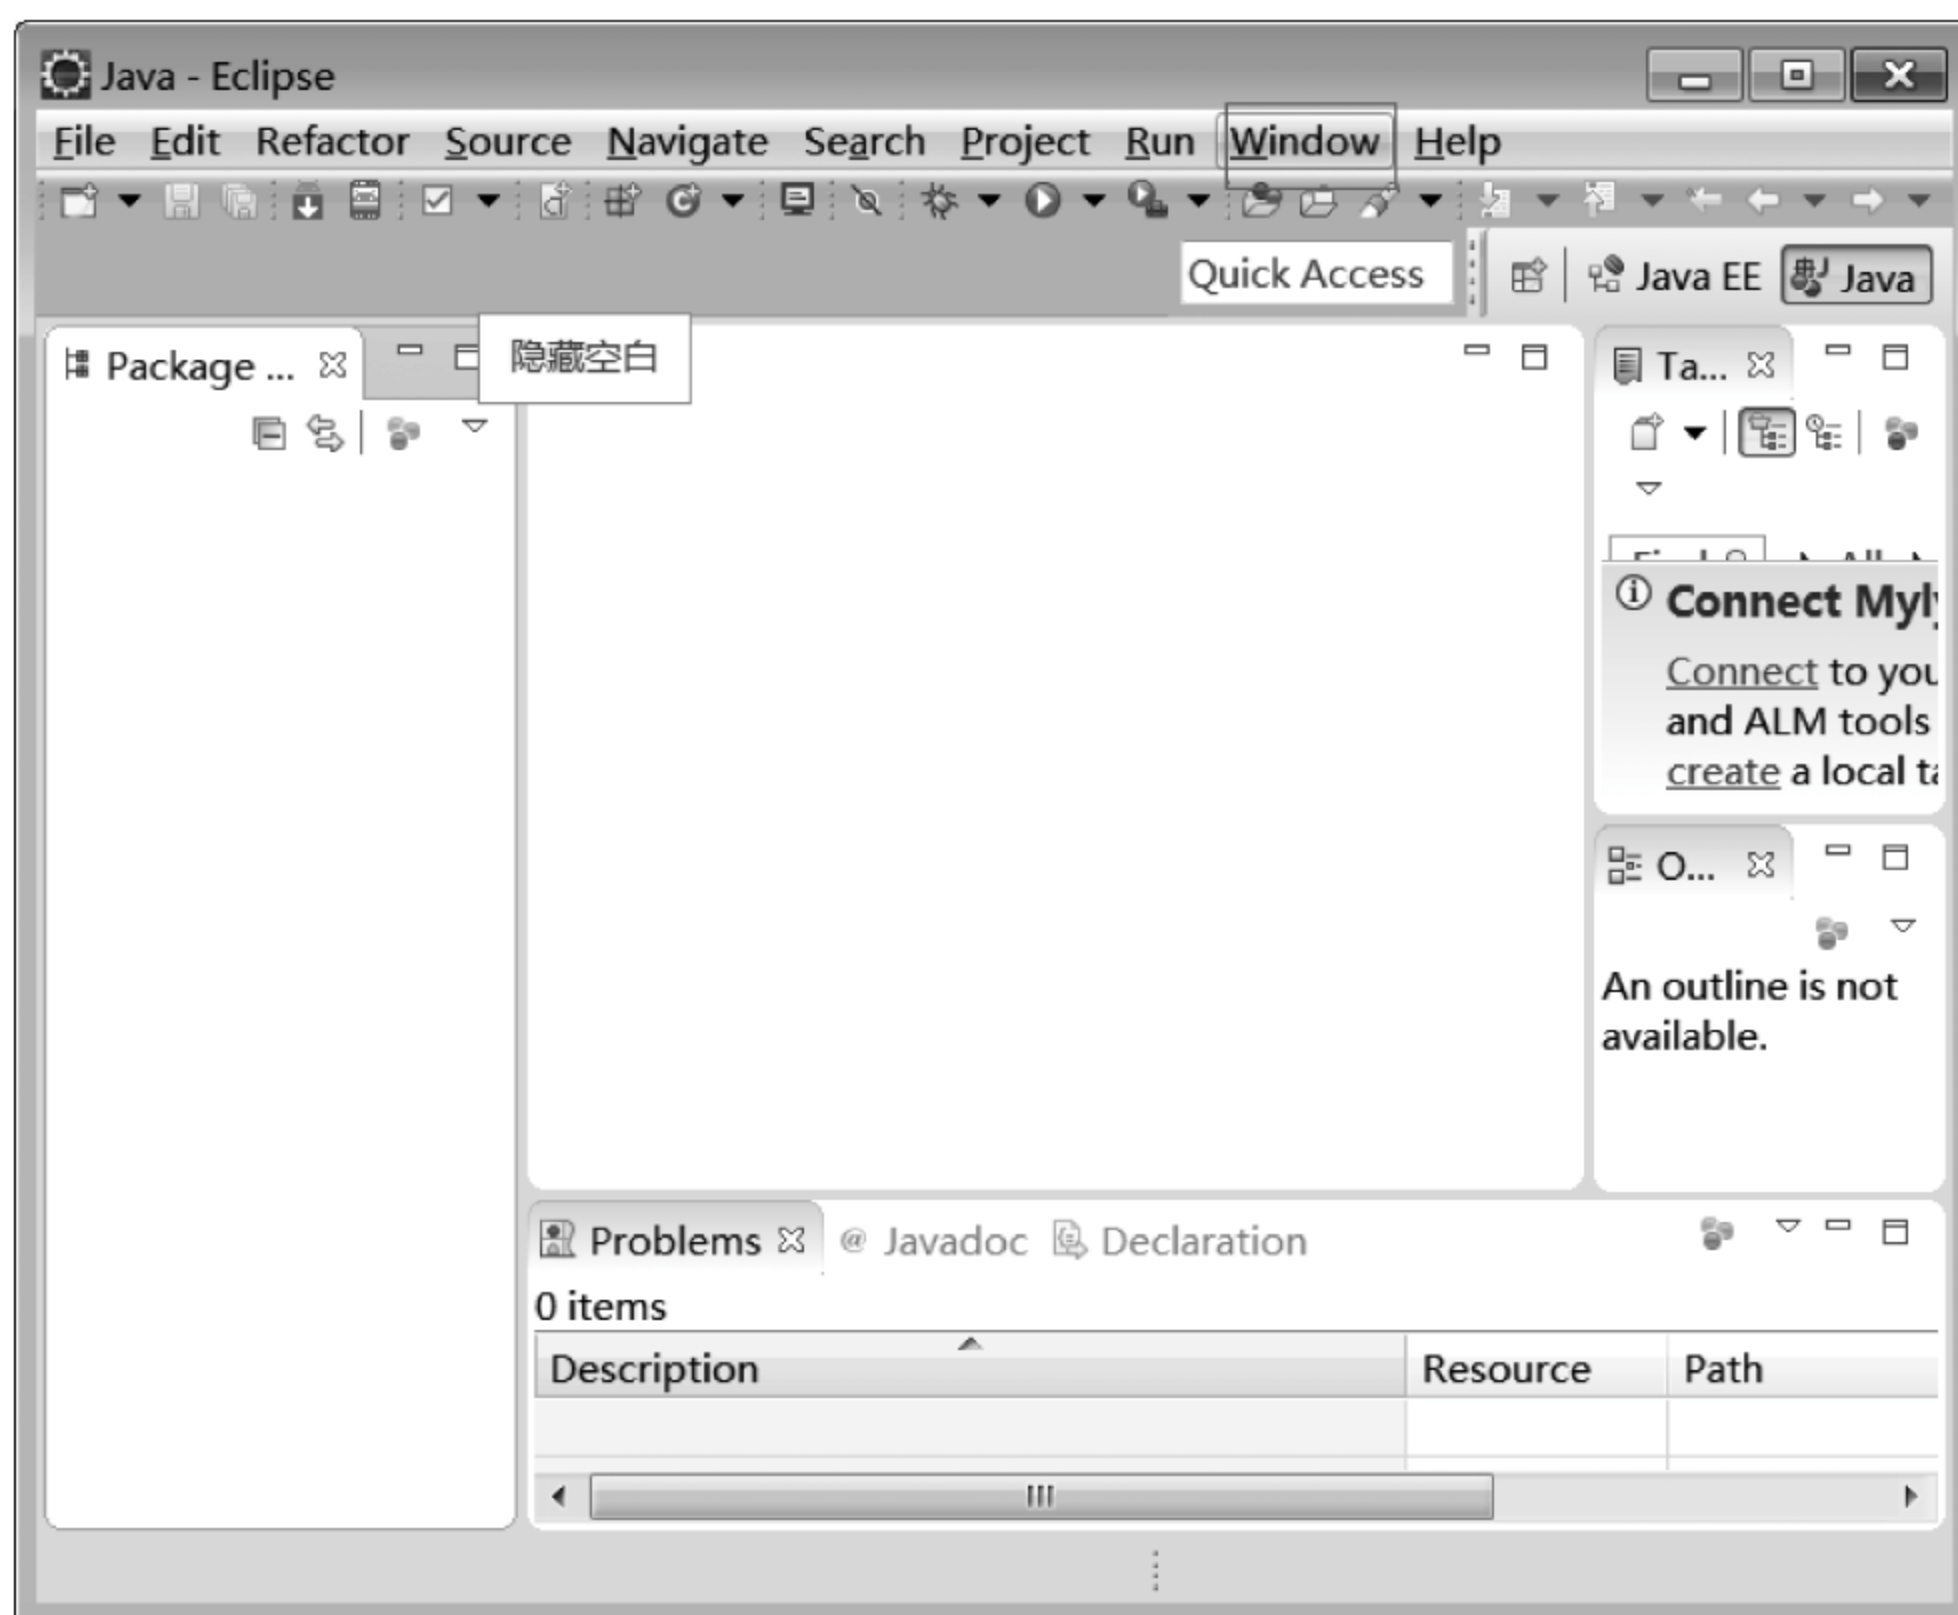 Java - Eclipse
File Edit Refactor Source Navigate Search Project Run Window Help
Quick Access
Java EE
Java
Package ...
隐藏空白
Ta...
Connect Myl
Connect to you
and ALM tools
create a local ta
O...
An outline is not
available.
Problems @ Javadoc Declaration
0 items
Description Resource Path